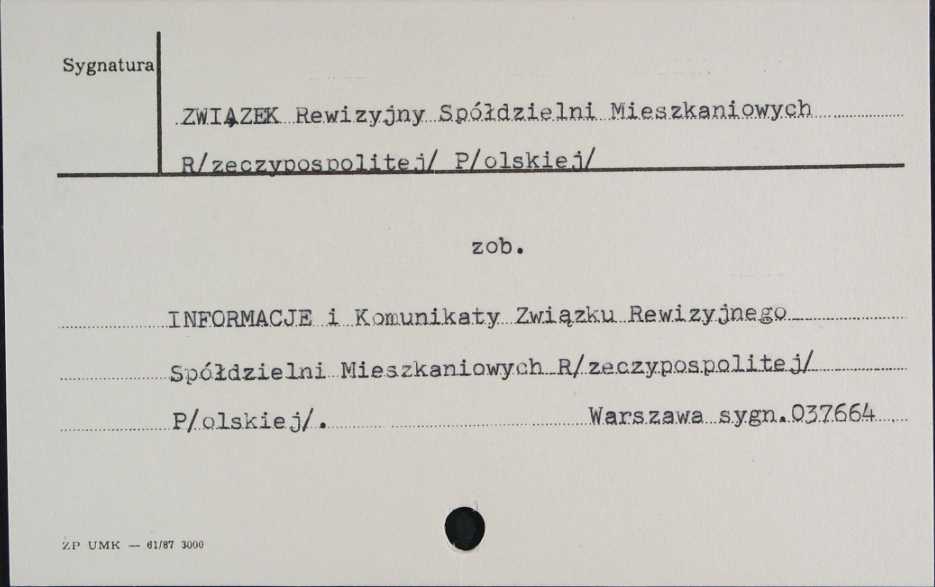 Sygnatura
ZWIĄZEK Rewizyjny Spółdzielni Mieszkaniowych
R/zeczypospolitej/ P/olskiej/
zob.
INFORMACJE i Komunikaty Związku Rewizyjnego
Spółdzielni Mieszkaniowych R/zeczypospolitej/
P/olskiej/. Warszawa sygn.037664
ZP UMK — 61/87 3000